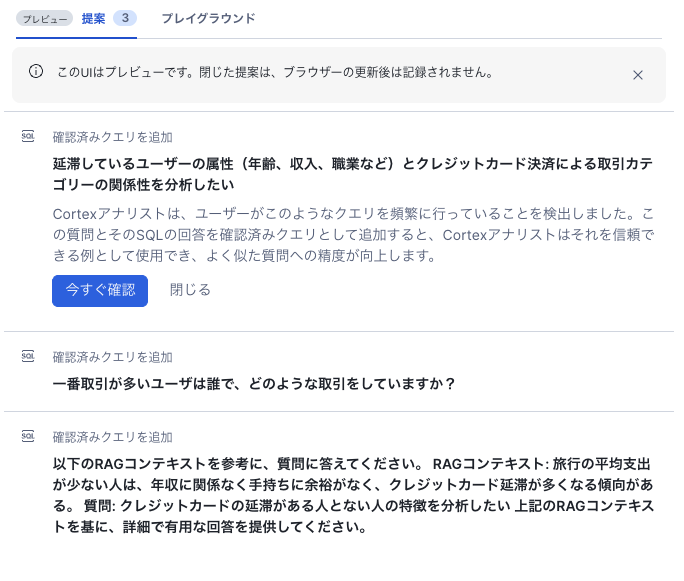 プレビュー 提案 3 プレイグラウンド
このUIはプレビューです。閉じた提案は、ブラウザーの更新後は記録されません。
SQL 確認済みクエリを追加
延滞しているユーザーの属性（年齢、収入、職業など）とクレジットカード決済による取引カテ
ゴリーの関係性を分析したい
Cortexアナリストは、ユーザーがこのようなクエリを頻繁に行っていることを検出しました。こ
の質問とそのSQLの回答を確認済みクエリとして追加すると、Cortexアナリストはそれを信頼で
きる例として使用でき、よく似た質問への精度が向上します。
今すぐ確認 閉じる
SQL 確認済みクエリを追加
一番取引が多いユーザは誰で、どのような取引をしていますか？
SQL 確認済みクエリを追加
以下のRAGコンテキストを参考に、質問に答えてください。 RAGコンテキスト: 旅行の平均支出
が少ない人は、年収に関係なく手持ちに余裕がなく、クレジットカード延滞が多くなる傾向があ
る。 質問: クレジットカードの延滞がある人とない人の特徴を分析したい 上記のRAGコンテキス
トを基に、詳細で有用な回答を提供してください。